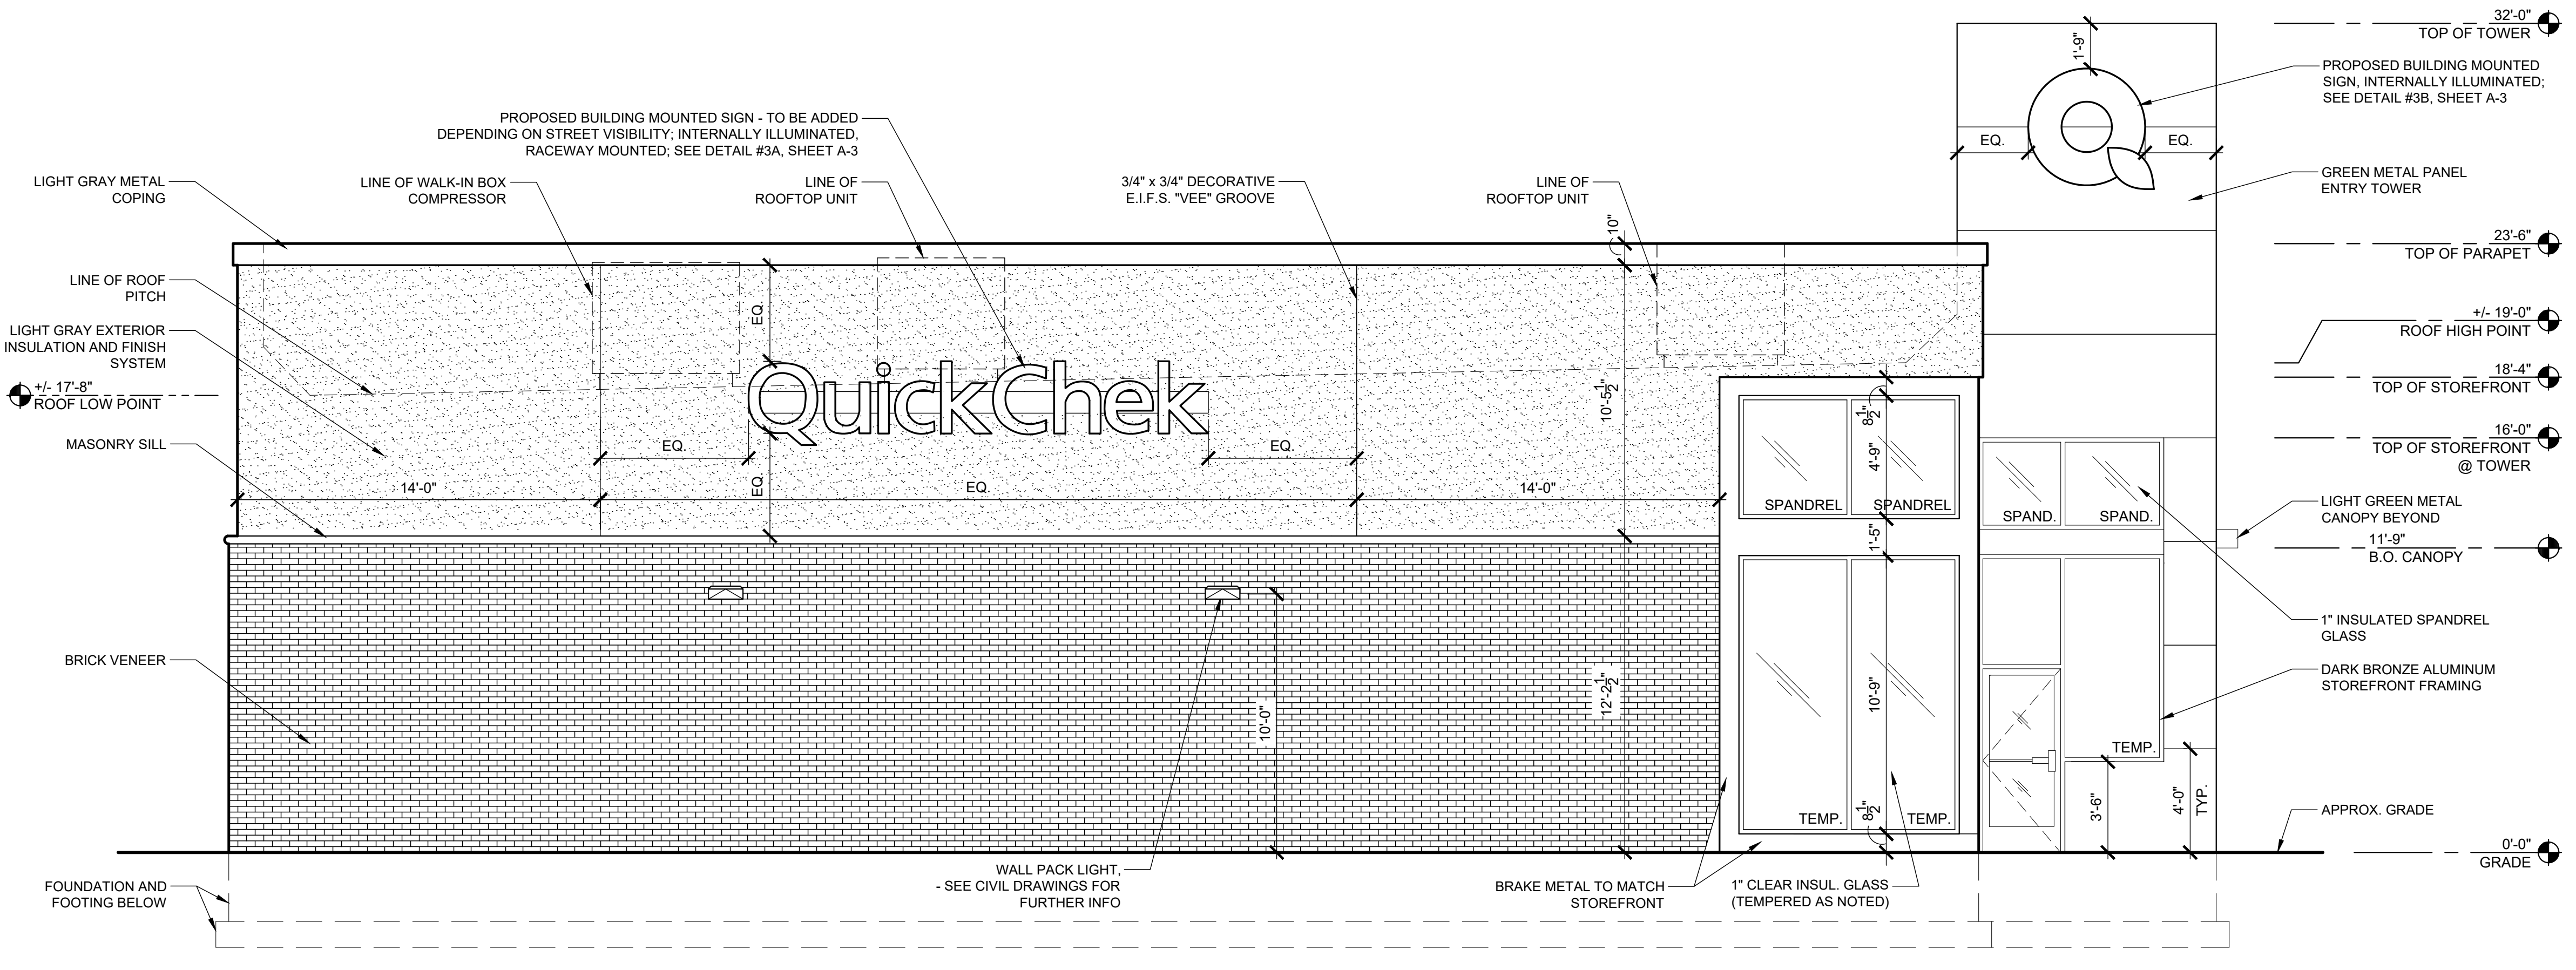 32'-0"
TOP OF TOWER
1'-9"
PROPOSED BUILDING MOUNTED
SIGN, INTERNALLY ILLUMINATED;
SEE DETAIL #3B, SHEET A-3
PROPOSED BUILDING MOUNTED SIGN - TO BE ADDED
DEPENDING ON STREET VISIBILITY; INTERNALLY ILLUMINATED,
RACEWAY MOUNTED; SEE DETAIL #3A, SHEET A-3
EQ.
EQ.
LIGHT GRAY METAL
COPING
LINE OF WALK-IN BOX
COMPRESSOR
LINE OF
ROOFTOP UNIT
3/4" x 3/4" DECORATIVE
E.I.F.S. "VEE" GROOVE
LINE OF
ROOFTOP UNIT
GREEN METAL PANEL
ENTRY TOWER
10"
23'-6"
TOP OF PARAPET
LINE OF ROOF
PITCH
EQ.
+/- 19'-0"
ROOF HIGH POINT
LIGHT GRAY EXTERIOR
INSULATION AND FINISH
SYSTEM
18'-4"
TOP OF STOREFRONT
+/- 17'-8"
ROOF LOW POINT
QuickChek
10'-5 1/2"
8 1/2"
MASONRY SILL
EQ.
EQ.
4'-9"
16'-0"
TOP OF STOREFRONT
@ TOWER
14'-0"
EQ.
EQ.
14'-0"
SPANDREL
SPANDREL
SPAND.
SPAND.
LIGHT GREEN METAL
CANOPY BEYOND
1'-5"
11'-9"
B.O. CANOPY
1" INSULATED SPANDREL
GLASS
BRICK VENEER
DARK BRONZE ALUMINUM
STOREFRONT FRAMING
10'-0"
12'-2 1/2"
10'-9"
TEMP.
TEMP.
8 1/2"
TEMP.
3'-6"
4'-0"
TYP.
APPROX. GRADE
0'-0"
GRADE
FOUNDATION AND
FOOTING BELOW
WALL PACK LIGHT,
- SEE CIVIL DRAWINGS FOR
FURTHER INFO
BRAKE METAL TO MATCH
STOREFRONT
1" CLEAR INSUL. GLASS
(TEMPERED AS NOTED)